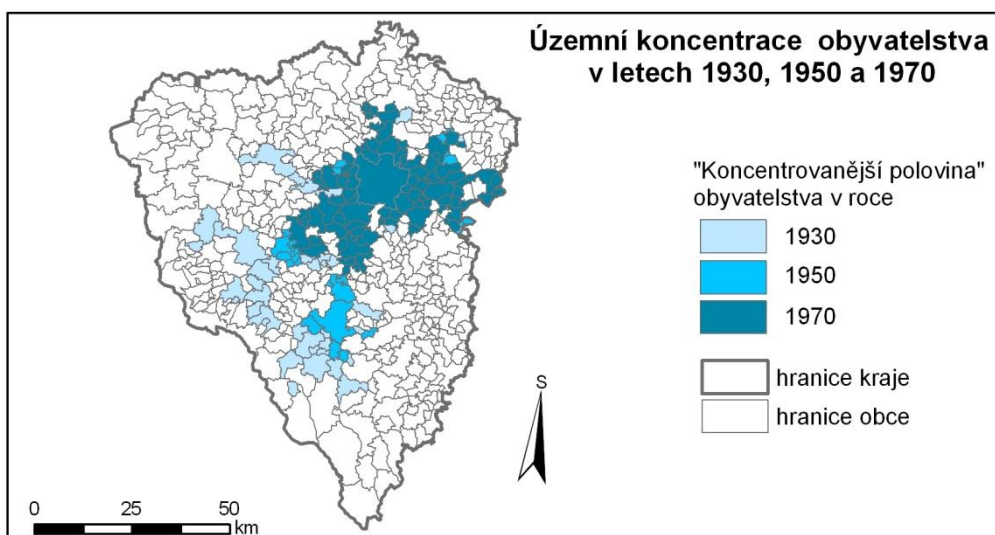 Územní koncentrace obyvatelstva
v letech 1930, 1950 a 1970
"Koncentrovanější polovina"
obyvatelstva v roce
1930
1950
1970
hranice kraje
hranice obce
S
0 25 50
km